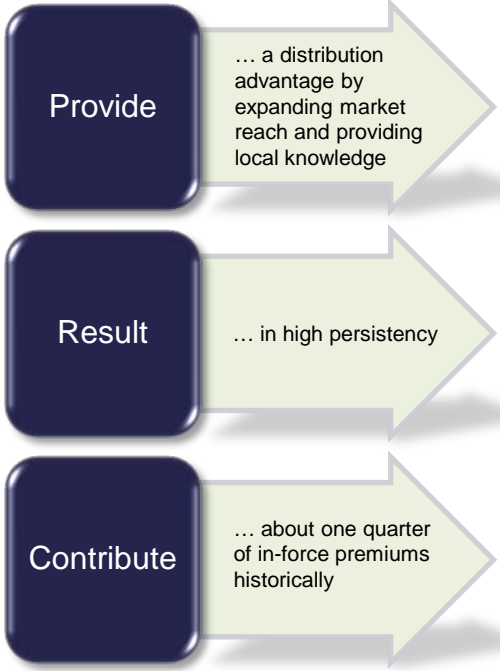 Provide
… a distribution
advantage by
expanding market
reach and providing
local knowledge
Result
… in high persistency
Contribute
… about one quarter
of in-force premiums
historically